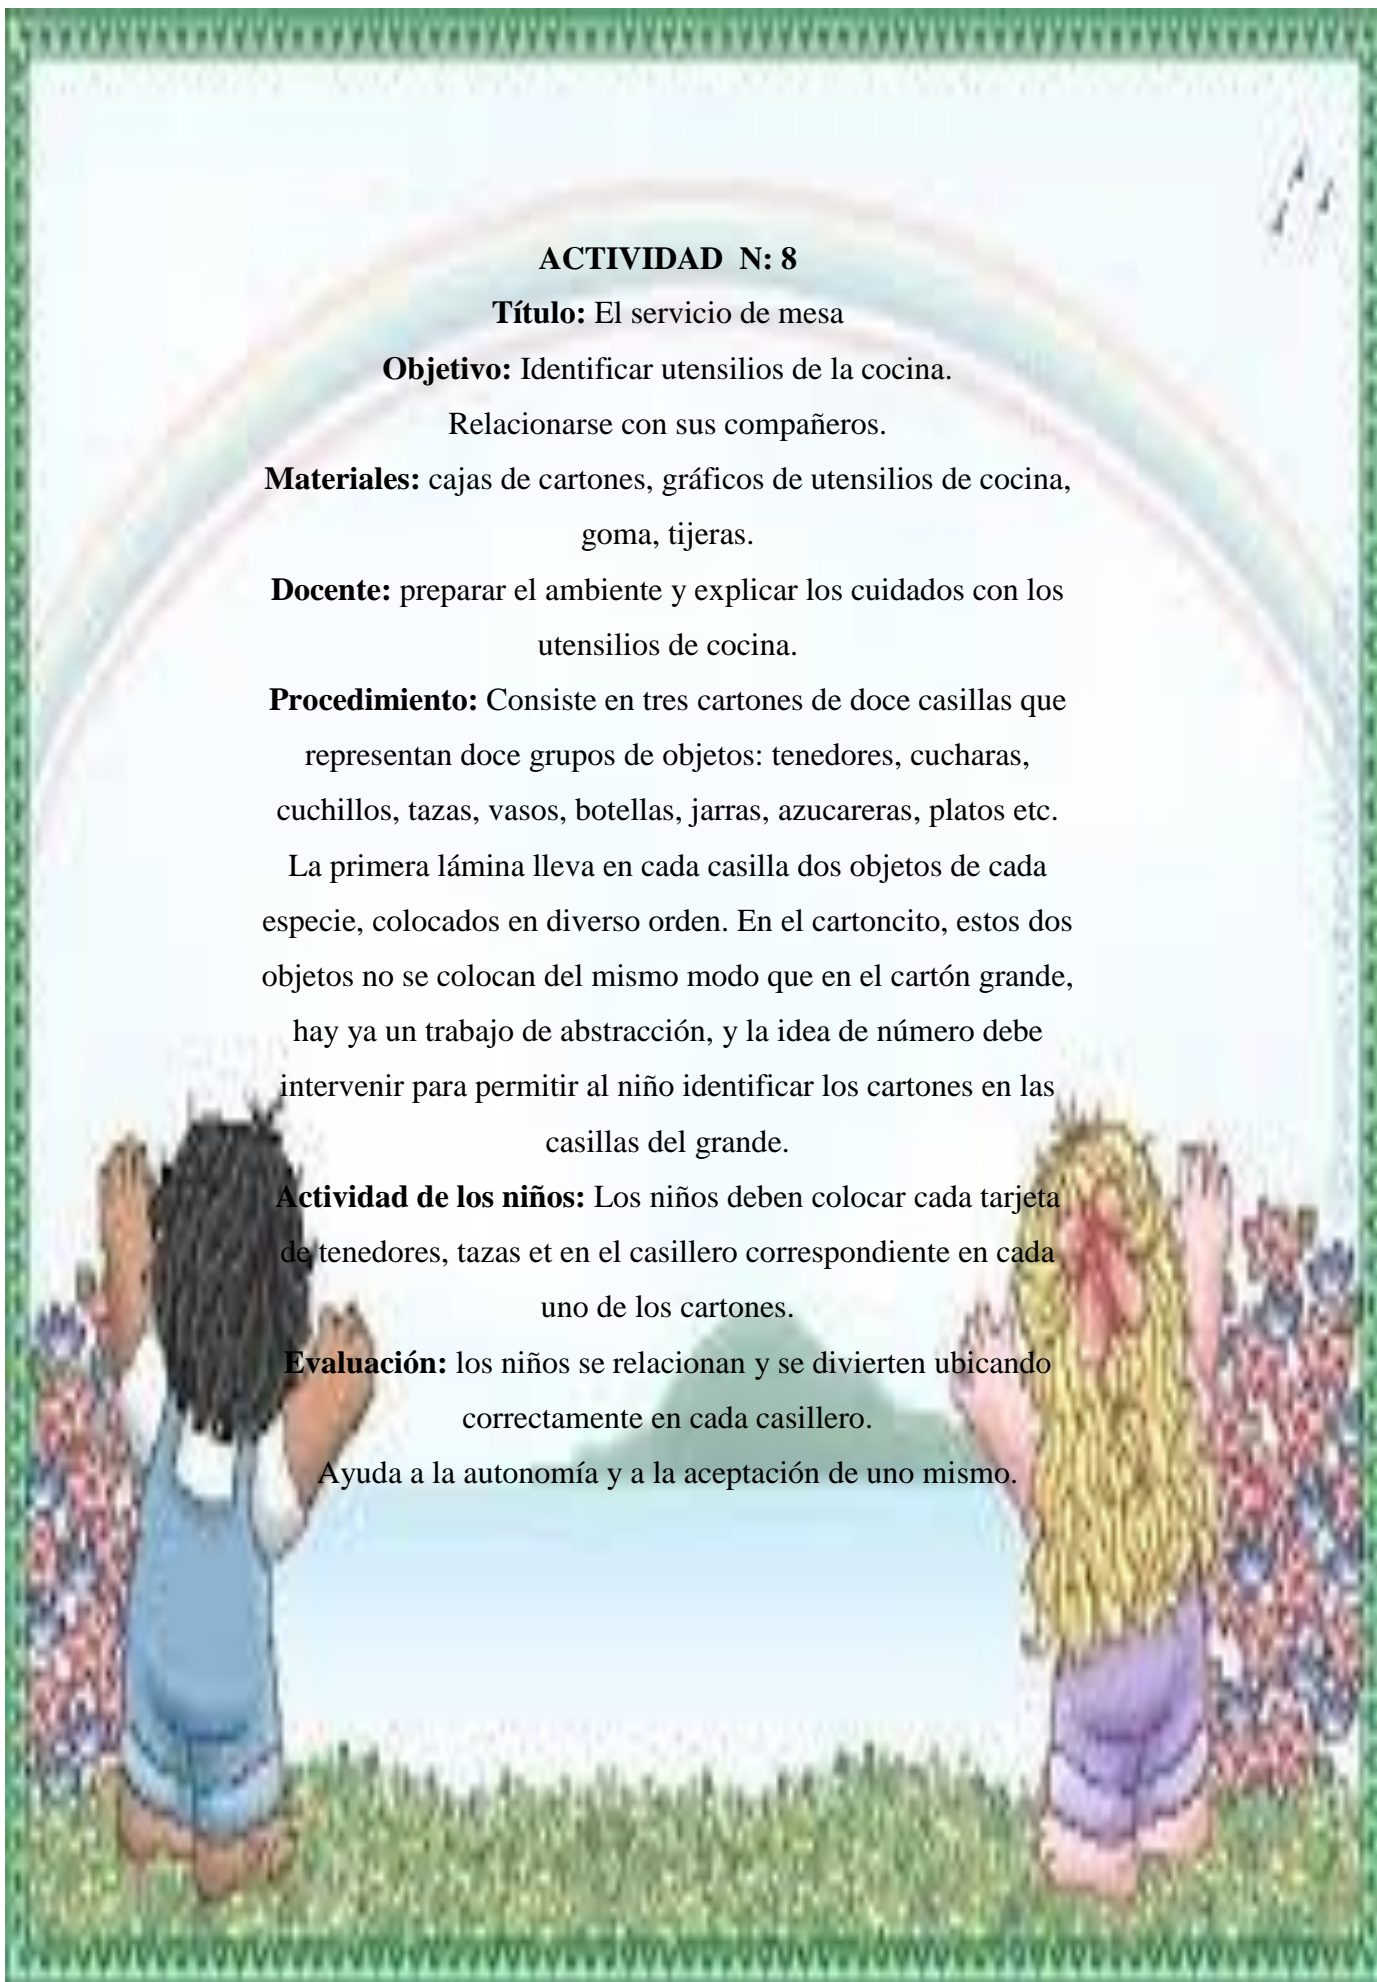 ACTIVIDAD  N: 8
Título: El servicio de mesa
Objetivo: Identificar utensilios de la cocina.
Relacionarse con sus compañeros.
Materiales: cajas de cartones, gráficos de utensilios de cocina,
goma, tijeras.
Docente: preparar el ambiente y explicar los cuidados con los
utensilios de cocina.
Procedimiento: Consiste en tres cartones de doce casillas que
representan doce grupos de objetos: tenedores, cucharas,
cuchillos, tazas, vasos, botellas, jarras, azucareras, platos etc.
La primera lámina lleva en cada casilla dos objetos de cada
especie, colocados en diverso orden. En el cartoncito, estos dos
objetos no se colocan del mismo modo que en el cartón grande,
hay ya un trabajo de abstracción, y la idea de número debe
intervenir para permitir al niño identificar los cartones en las
casillas del grande.
Actividad de los niños: Los niños deben colocar cada tarjeta
de tenedores, tazas et en el casillero correspondiente en cada
uno de los cartones.
Evaluación: los niños se relacionan y se divierten ubicando
correctamente en cada casillero.
Ayuda a la autonomía y a la aceptación de uno mismo.